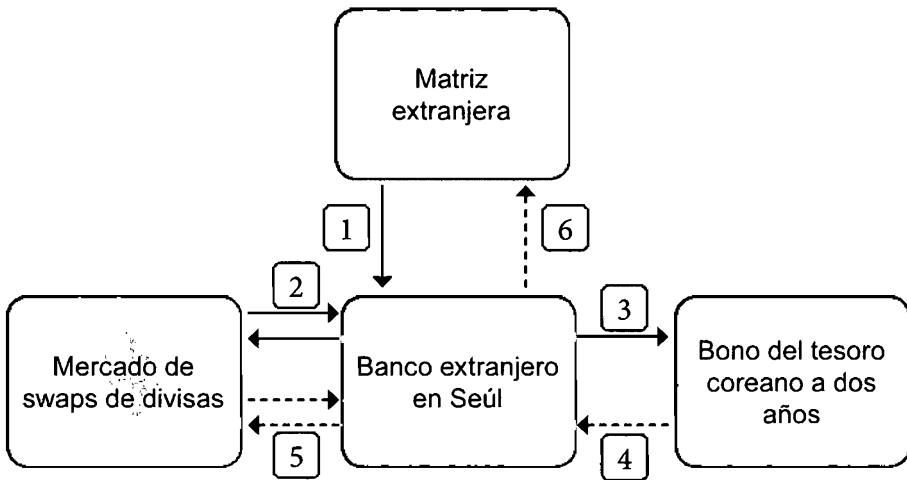 Matriz
extranjera
1
6
2
3
Mercado de
swaps de divisas
Banco extranjero
en Seúl
Bono del tesoro
coreano a dos
años
5
4